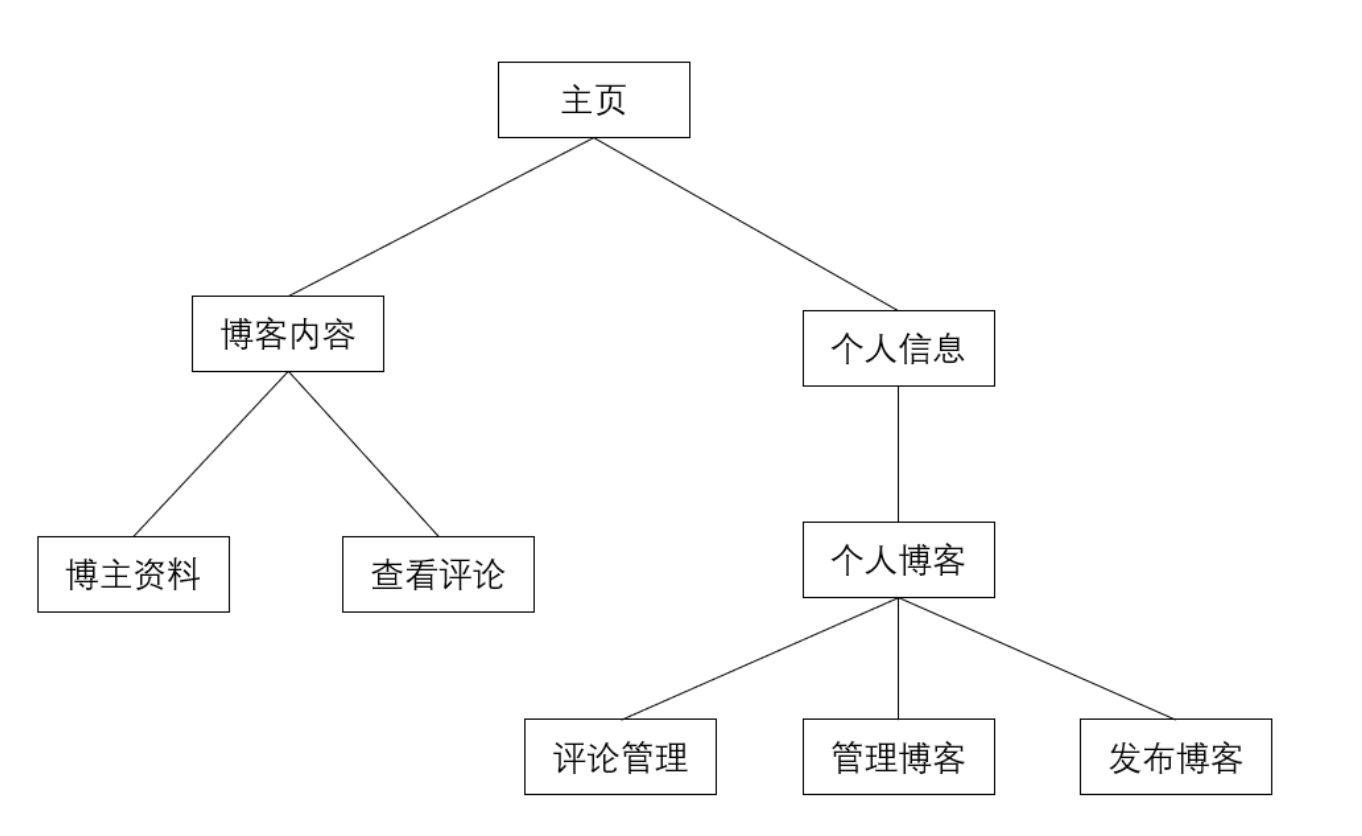 主页
博客内容
个人信息
博主资料
查看评论
个人博客
评论管理
管理博客
发布博客